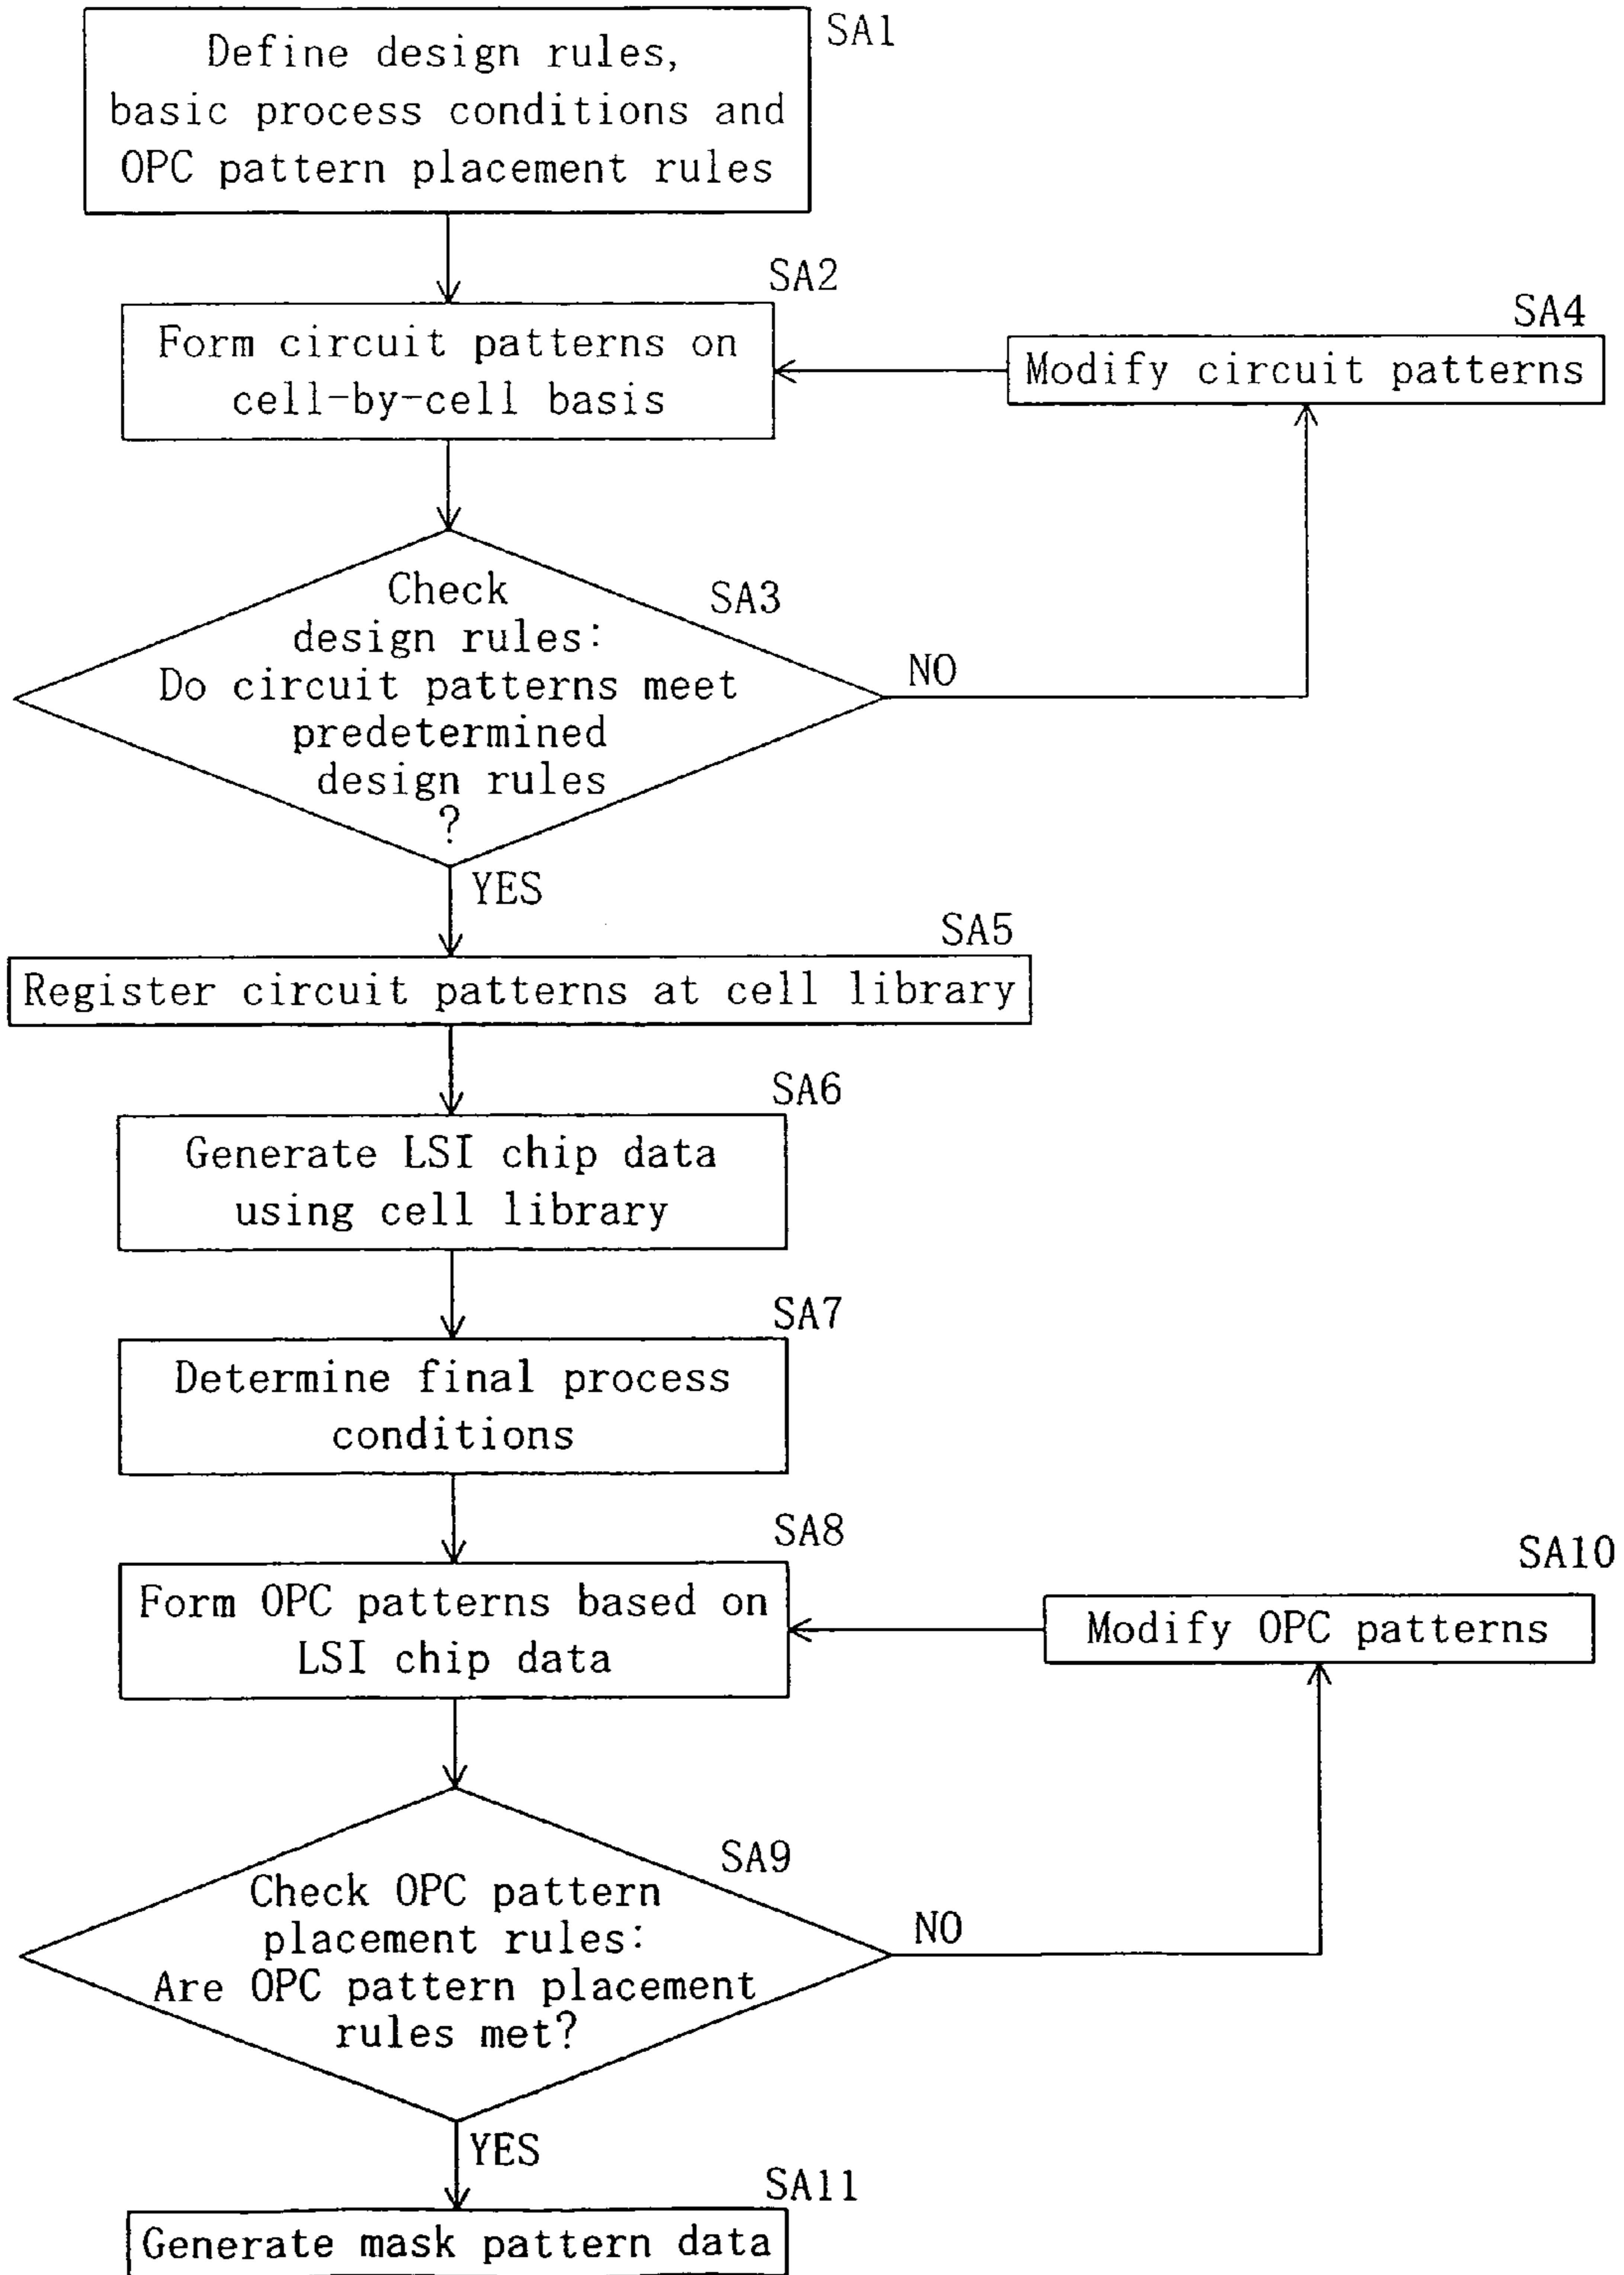 SA1
Define design rules,
basic process conditions and
OPC pattern placement rules
SA2
Form circuit patterns on
cell-by-cell basis
SA4
Modify circuit patterns
SA3
Check
design rules:
Do circuit patterns meet
predetermined
design rules
?
NO
YES
SA5
Register circuit patterns at cell library
SA6
Generate LSI chip data
using cell library
SA7
Determine final process
conditions
SA8
Form OPC patterns based on
LSI chip data
SA10
Modify OPC patterns
SA9
Check OPC pattern
placement rules:
Are OPC pattern placement
rules met?
NO
YES
SA11
Generate mask pattern data